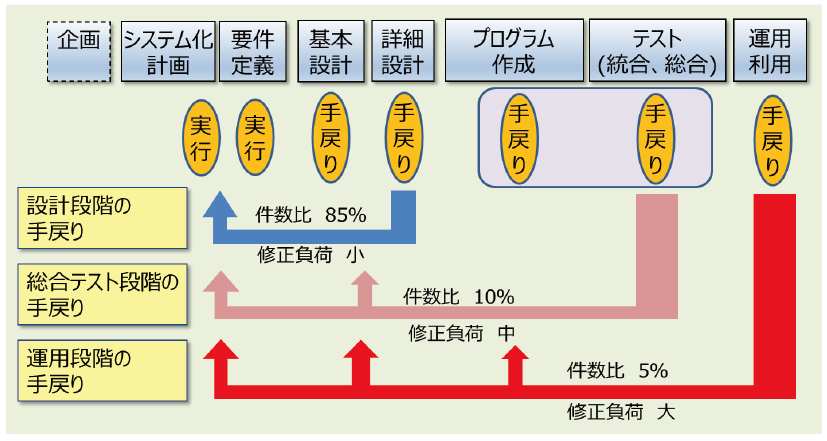 企画
システム化
計画
要件
定義
基本
設計
詳細
設計
プログラム
作成
テスト
(統合、総合)
運用
利用
実行
実行
手戻り
手戻り
手戻り
手戻り
手戻り
設計段階の
手戻り
件数比 85%
修正負荷 小
総合テスト段階の
手戻り
件数比 10%
修正負荷 中
運用段階の
手戻り
件数比 5%
修正負荷 大